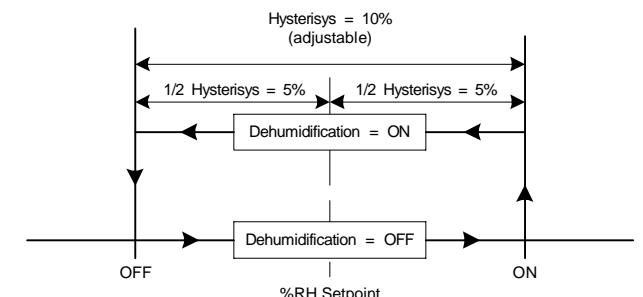 Hysterisys = 10%
(adjustable)
1/2 Hysterisys = 5%
1/2 Hysterisys = 5%
Dehumidification = ON
Dehumidification = OFF
OFF
ON
%RH Setpoint